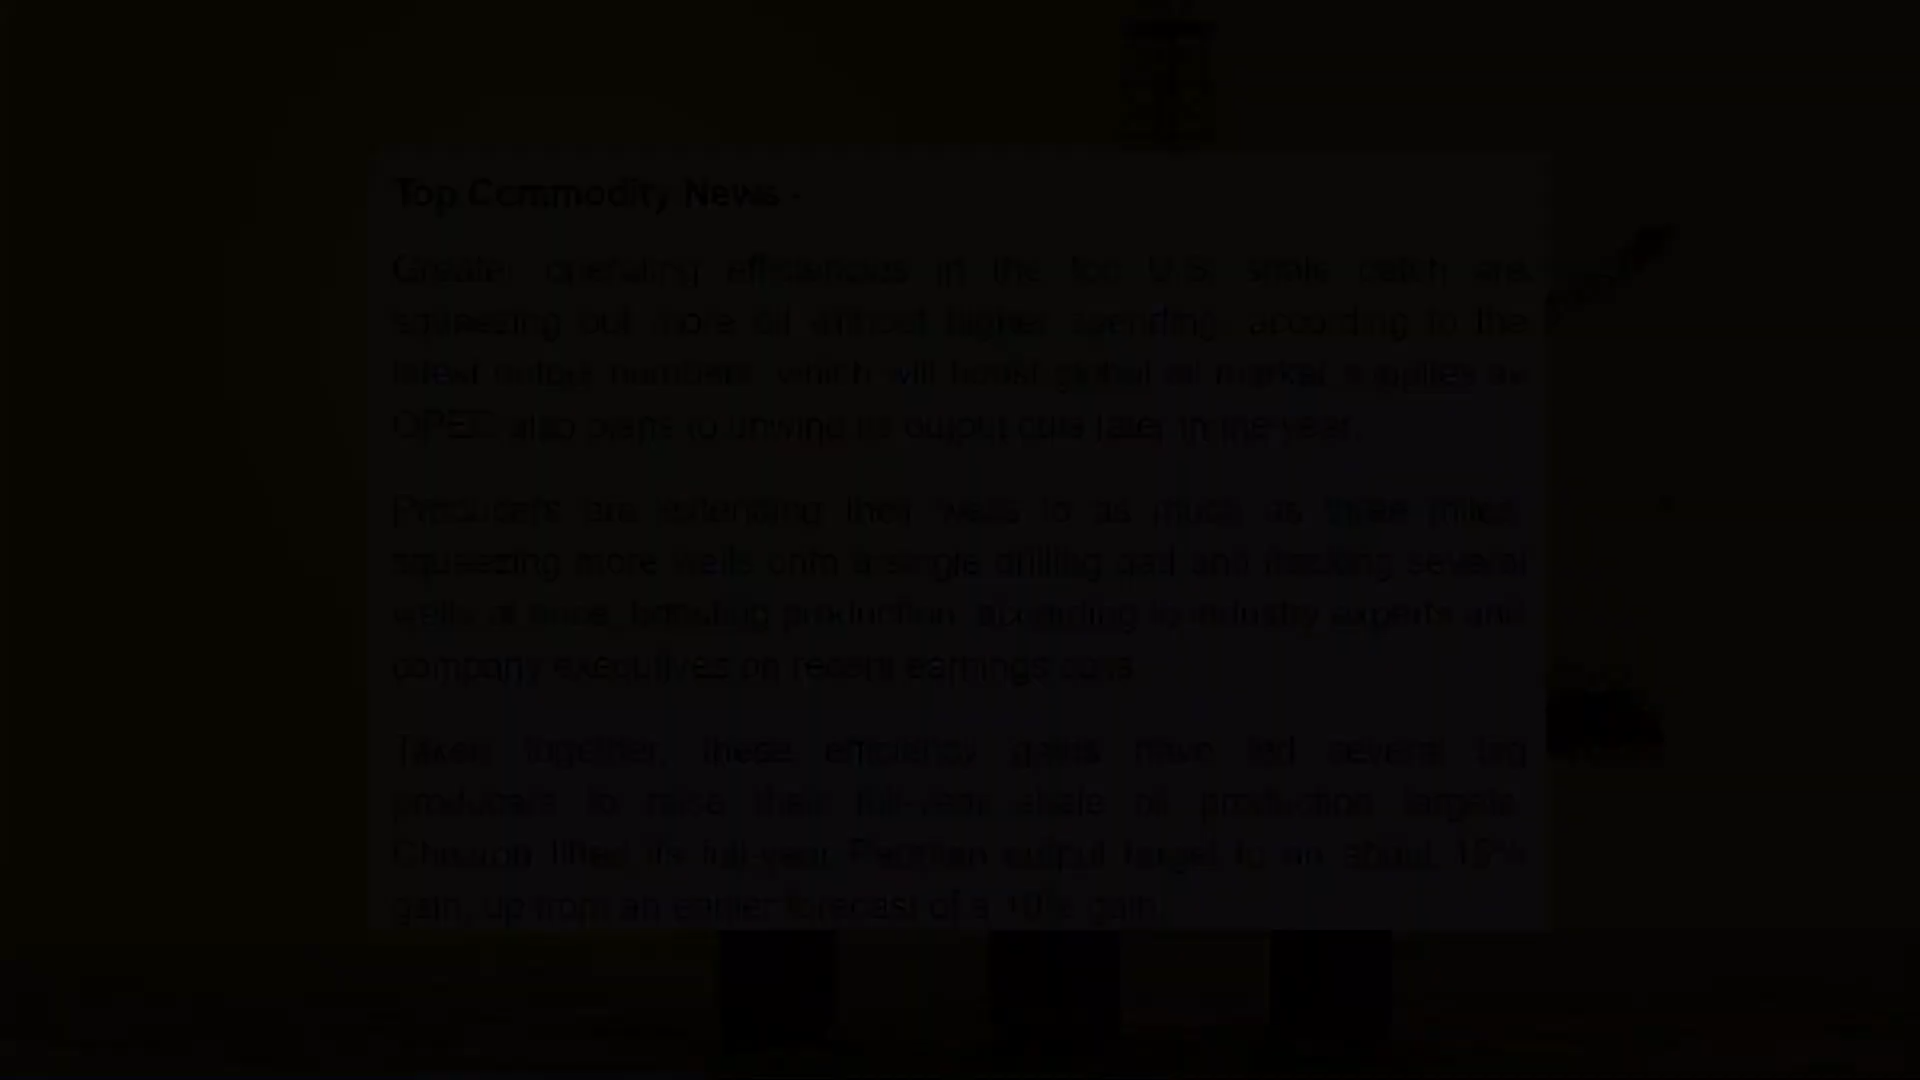 Top Commodity News -
Greater operating efficiencies in the top U.S. shale patch are
squeezing out more oil without higher spending, according to the
latest output numbers, which will boost global oil market supplies as
OPEC also plans to unwind its output cuts later in the year.
Producers are extending their wells to as much as three miles,
squeezing more wells onto a single drilling pad and fracking several
wells at once, boosting production, according to industry experts and
company executives on recent earnings calls.
Taken together, these efficiency gains have led several big
producers to raise their full-year shale oil production targets.
Chevron lifted its full-year Permian output target to an about 15%
gain, up from an earlier forecast of a 10% gain.